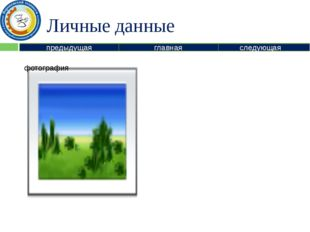 Личные данные
предыдущая главная следующая
фотография